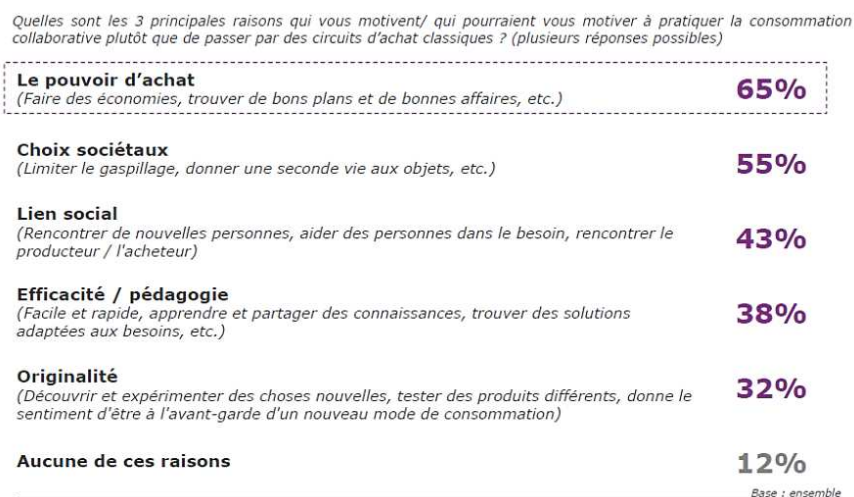 Quelles sont les 3 principales raisons qui vous motivent/ qui pourraient vous motiver à pratiquer la consommation
collaborative plutôt que de passer par des circuits d'achat classiques ? (plusieurs réponses possibles)
Le pouvoir d'achat
(Faire des économies, trouver de bons plans et de bonnes affaires, etc.)
65%
Choix sociétaux
(Limiter le gaspillage, donner une seconde vie aux objets, etc.)
55%
Lien social
(Rencontrer de nouvelles personnes, aider des personnes dans le besoin, rencontrer le
producteur / l'acheteur)
43%
Efficacité / pédagogie
(Facile et rapide, apprendre et partager des connaissances, trouver des solutions
adaptées aux besoins, etc.)
38%
Originalité
(Découvrir et expérimenter des choses nouvelles, tester des produits différents, donne le
sentiment d'être à l'avant-garde d'un nouveau mode de consommation)
32%
Aucune de ces raisons
12%
Base : ensemble